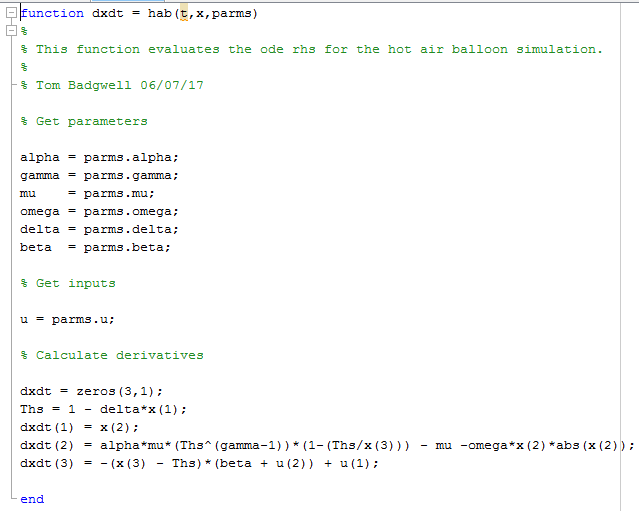 function dxdt = hab(t,x,parms)
%
% This function evaluates the ode rhs for the hot air balloon simulation.
%
% Tom Badgwell 06/07/17
% Get parameters
alpha = parms.alpha;
gamma = parms.gamma;
mu    = parms.mu;
omega = parms.omega;
delta = parms.delta;
beta  = parms.beta;
% Get inputs
u = parms.u;
% Calculate derivatives
dxdt = zeros(3,1);
Ths = 1 - delta*x(1);
dxdt(1) = x(2);
dxdt(2) = alpha*mu*(Ths^(gamma-1))*(1-(Ths/x(3))) - mu -omega*x(2)*abs(x(2));
dxdt(3) = -(x(3) - Ths)*(beta + u(2)) + u(1);
end